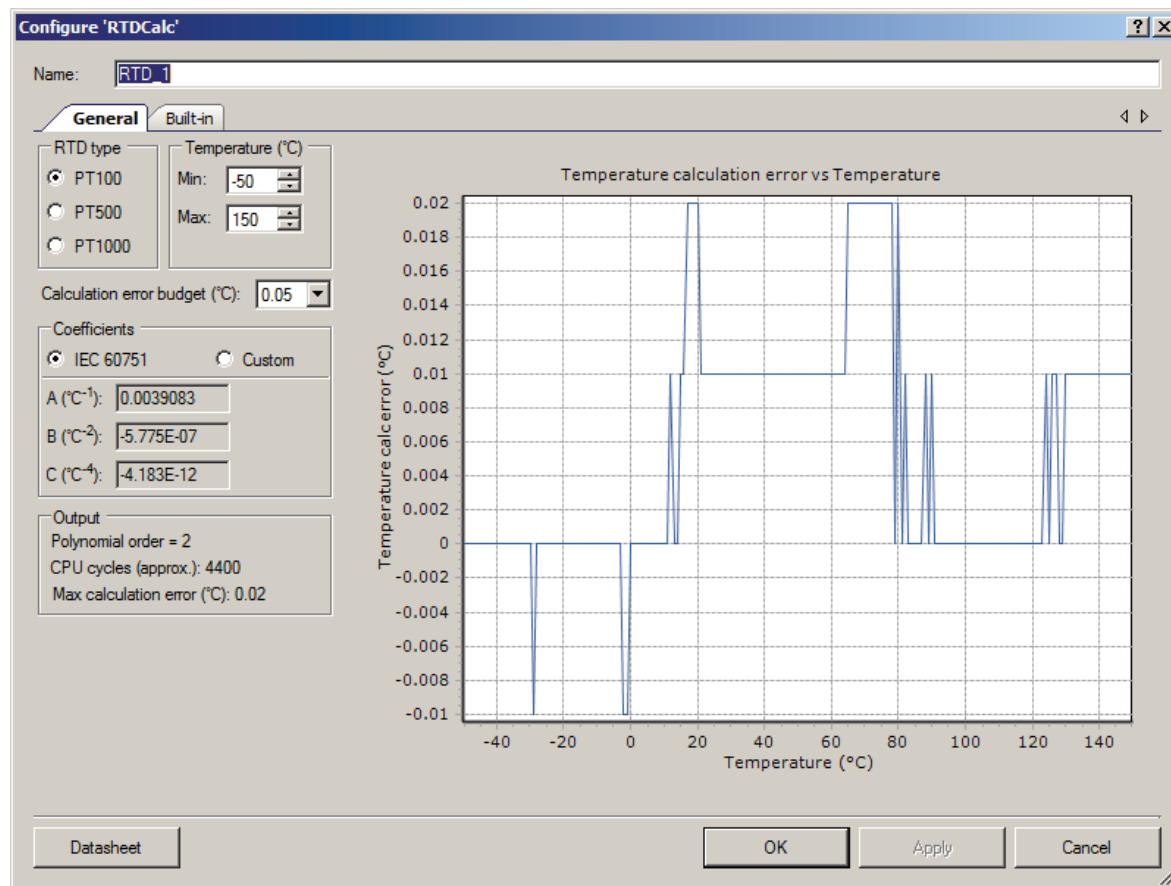 Configure 'RTDCalc'
Name: RTD_1
General Built-in
RTD type
PT100
PT500
PT1000
Temperature (°C)
Min: -50
Max: 150
Calculation error budget (°C): 0.05
Coefficients
IEC 60751 Custom
A (°C⁻¹): 0.0039083
B (°C⁻²): -5.775E-07
C (°C⁻⁴): -4.183E-12
Output
Polynomial order = 2
CPU cycles (approx.): 4400
Max calculation error (°C): 0.02
Temperature calculation error vs Temperature
Temperature calc error (°C)
0.02
0.018
0.016
0.014
0.012
0.01
0.008
0.006
0.004
0.002
0
-0.002
-0.004
-0.006
-0.008
-0.01
-40 -20 0 20 40 60 80 100 120 140
Temperature (°C)
Datasheet OK Apply Cancel